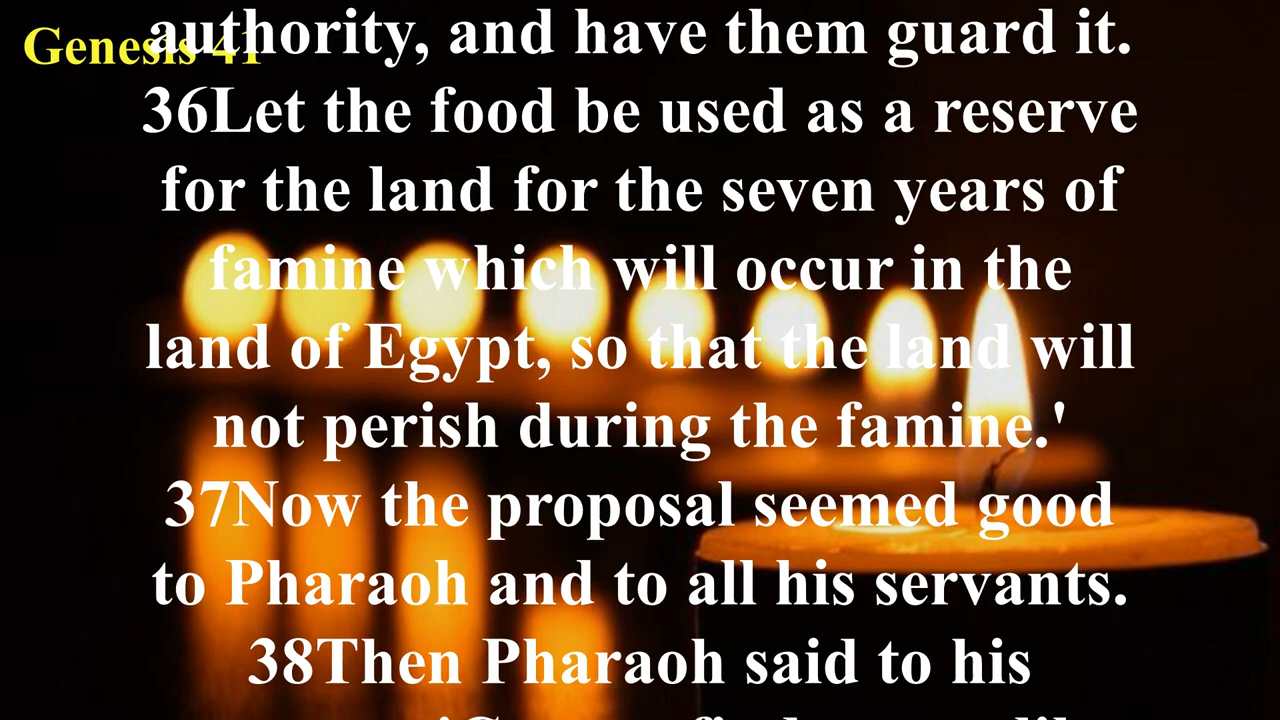 Genesis 41
authority, and have them guard it.
36Let the food be used as a reserve
for the land for the seven years of
famine which will occur in the
land of Egypt, so that the land will
not perish during the famine.'
37Now the proposal seemed good
to Pharaoh and to all his servants.
38Then Pharaoh said to his